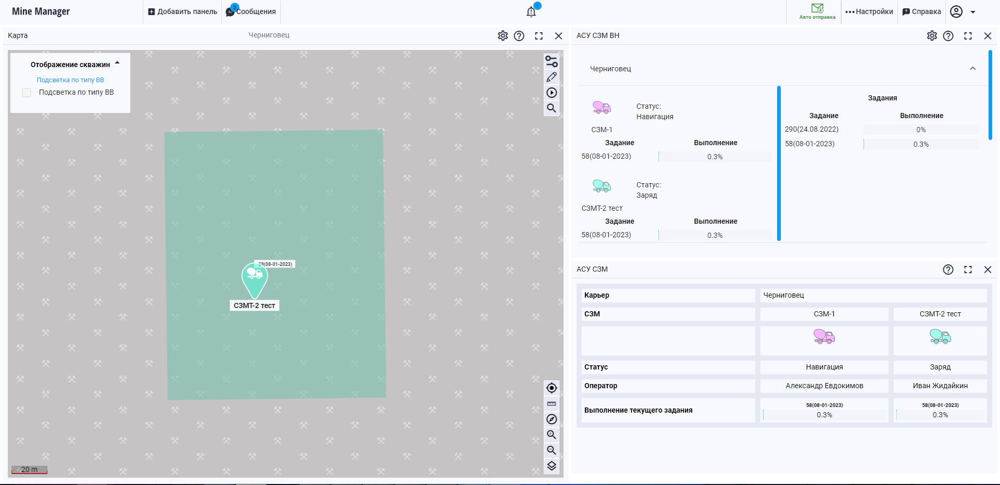 Mine Manager
Добавить панель
2
Сообщения
!
Авто отправка
Настройки
Справка
Карта
Черниговец
Отображение скважин
Подсветка по типу ВВ
Подсветка по типу ВВ
58(08-01-2023)
СЗМТ-2 тест
20 m
АСУ СЗМ ВН
Черниговец
Статус:
Навигация
СЗМ-1
Задание Выполнение
58(08-01-2023) 0.3%
Статус:
Заряд
СЗМТ-2 тест
Задание Выполнение
58(08-01-2023) 0.3%
Задания
Задание Выполнение
290(24.08.2022) 0%
58(08-01-2023) 0.3%
АСУ СЗМ
Карьер Черниговец
СЗМ СЗМ-1 СЗМТ-2 тест
Статус Навигация Заряд
Оператор Александр Евдокимов Иван Жидайкин
Выполнение текущего задания
58(08-01-2023) 58(08-01-2023)
0.3% 0.3%